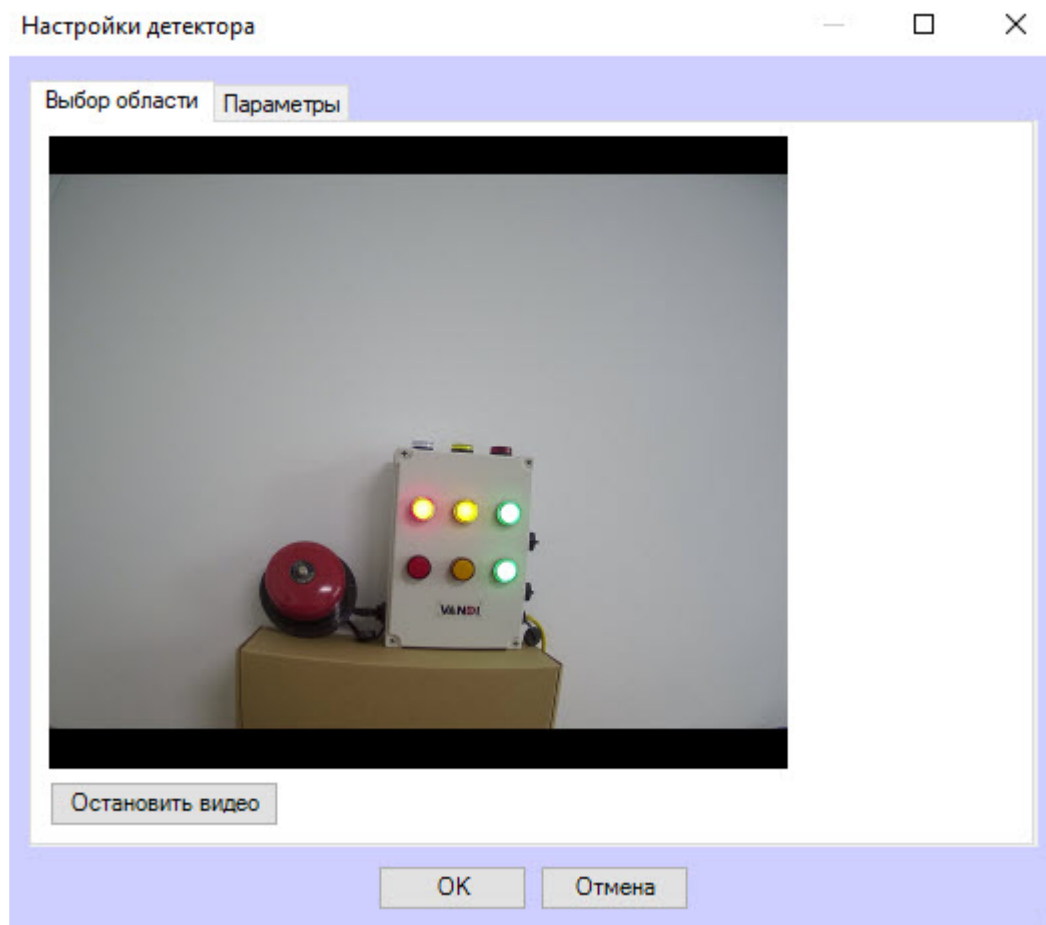 Настройки детектора
Выбор области
Параметры
VANDI
Остановить видео
OK
Отмена